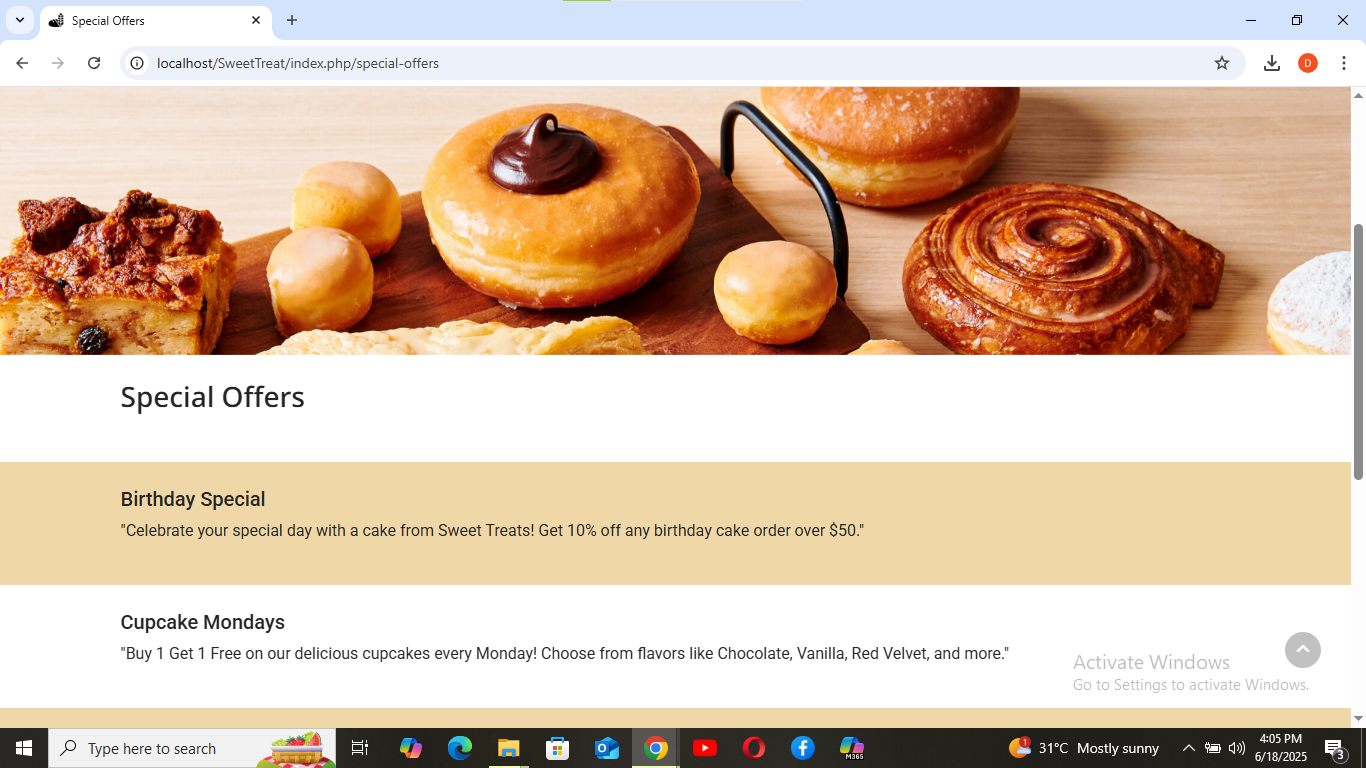 Special Offers
localhost/SweetTreat/index.php/special-offers
D
Special Offers
Birthday Special
"Celebrate your special day with a cake from Sweet Treats! Get 10% off any birthday cake order over $50."
Cupcake Mondays
"Buy 1 Get 1 Free on our delicious cupcakes every Monday! Choose from flavors like Chocolate, Vanilla, Red Velvet, and more."
Activate Windows
Go to Settings to activate Windows.
Type here to search
M365
1
31°C Mostly sunny
4:05 PM
6/18/2025
3